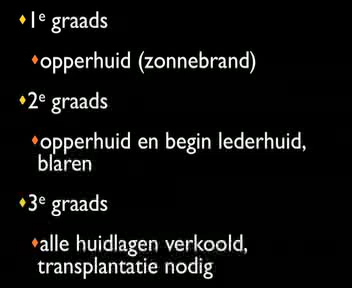 1e graads
opperhuid (zonnebrand)
2e graads
opperhuid en begin lederhuid,
blaren
3e graads
alle huidlagen verkoold,
transplantatie nodig